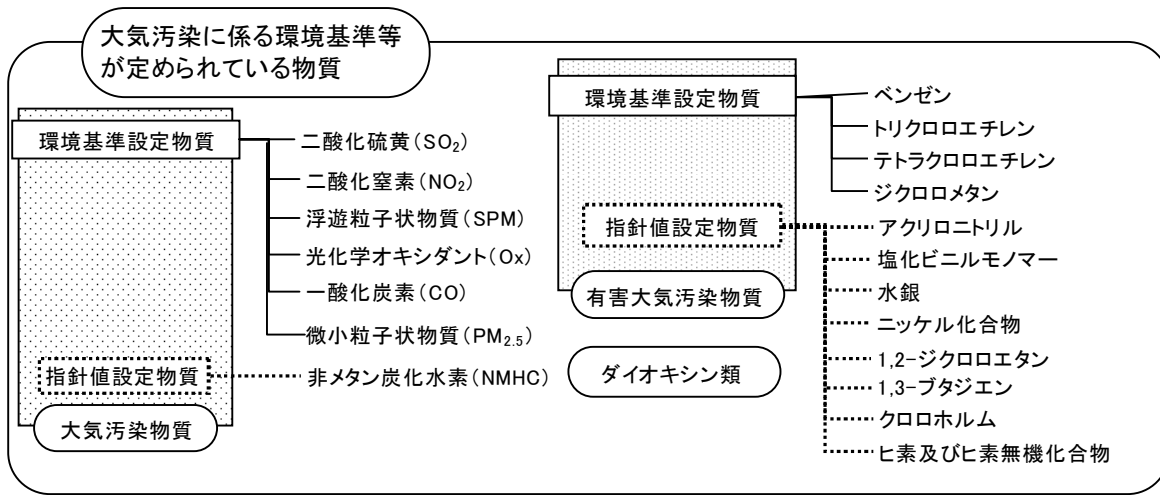 大気汚染に係る環境基準等
が定められている物質
環境基準設定物質
二酸化硫黄(SO₂)
二酸化窒素(NO₂)
浮遊粒子状物質(SPM)
光化学オキシダント(Ox)
一酸化炭素(CO)
微小粒子状物質(PM₂.₅)
指針値設定物質
非メタン炭化水素(NMHC)
大気汚染物質
環境基準設定物質
ベンゼン
トリクロロエチレン
テトラクロロエチレン
ジクロロメタン
指針値設定物質
アクリロニトリル
塩化ビニルモノマー
水銀
ニッケル化合物
1,2-ジクロロエタン
1,3-ブタジエン
クロロホルム
ヒ素及びヒ素無機化合物
有害大気汚染物質
ダイオキシン類